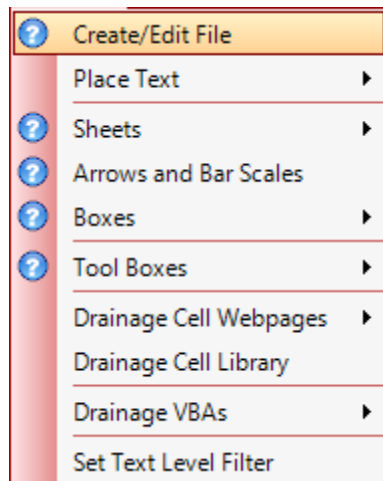 Create/Edit File
Place Text
Sheets
Arrows and Bar Scales
Boxes
Tool Boxes
Drainage Cell Webpages
Drainage Cell Library
Drainage VBAs
Set Text Level Filter